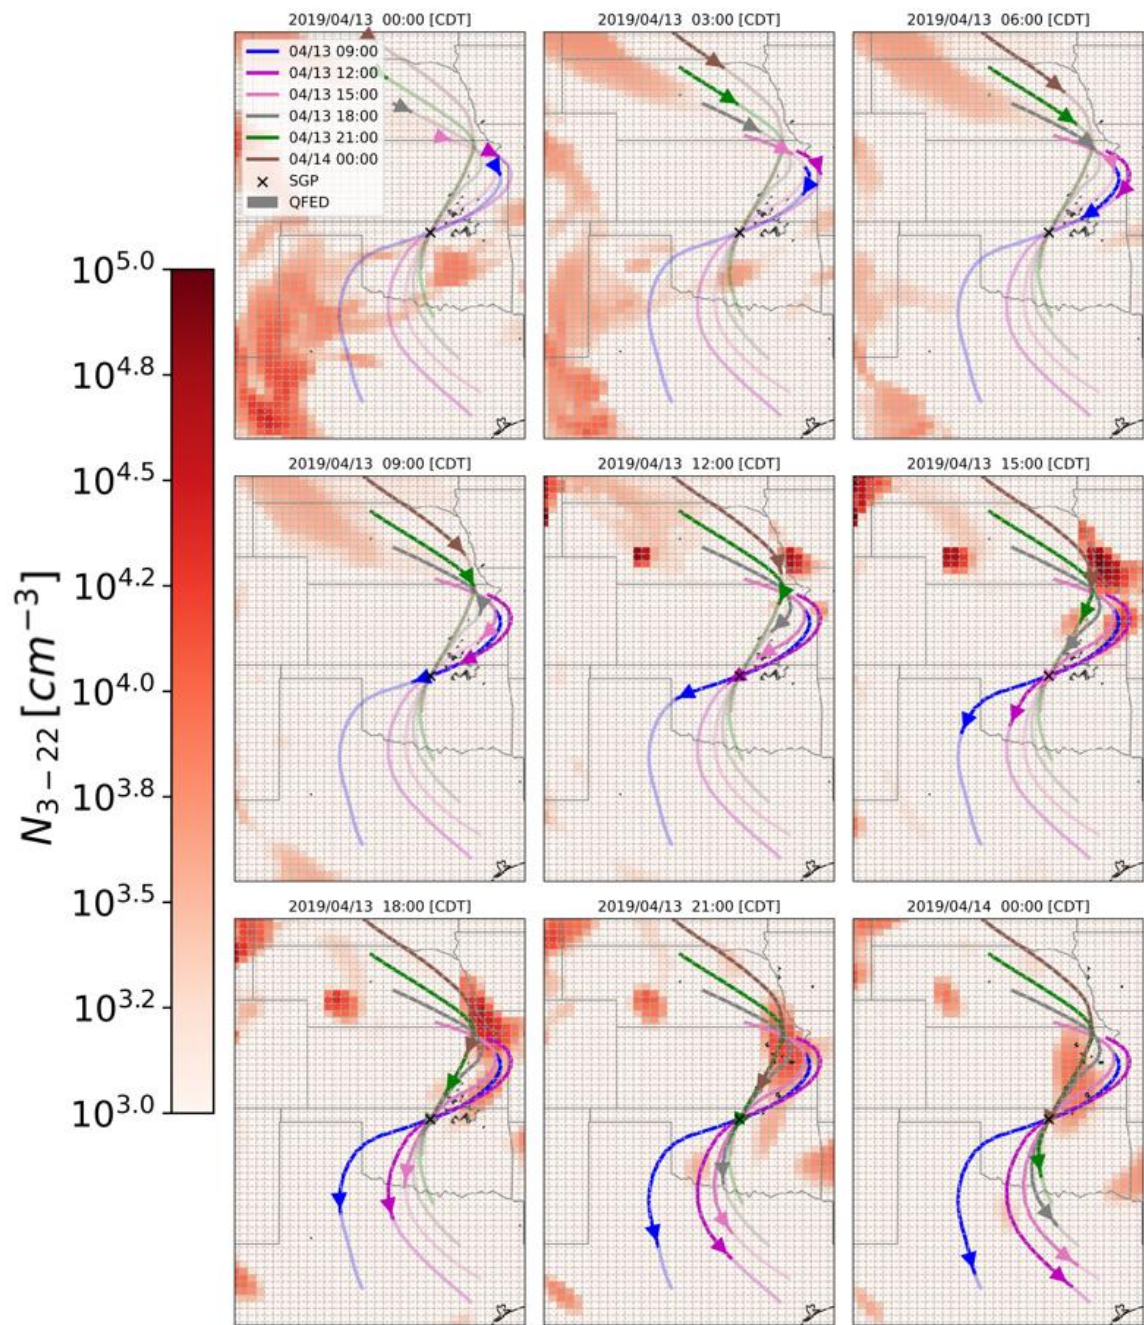 2019/04/13 00:00 [CDT]
2019/04/13 03:00 [CDT]
2019/04/13 06:00 [CDT]
04/13 09:00
04/13 12:00
04/13 15:00
04/13 18:00
04/13 21:00
04/14 00:00
SGP
QFED
N3−22 [cm−3]
10^5.0
10^4.8
10^4.5
10^4.2
10^4.0
10^3.8
10^3.5
10^3.2
10^3.0
2019/04/13 09:00 [CDT]
2019/04/13 12:00 [CDT]
2019/04/13 15:00 [CDT]
2019/04/13 18:00 [CDT]
2019/04/13 21:00 [CDT]
2019/04/14 00:00 [CDT]